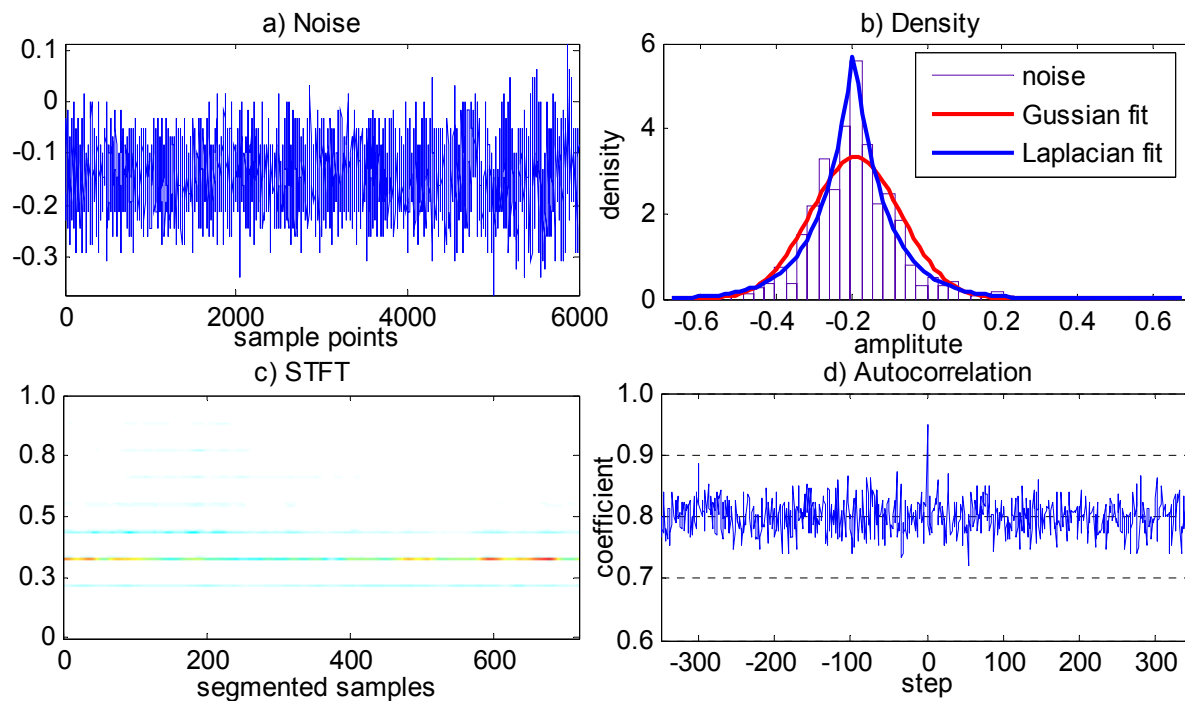 a) Noise
0.1
0
-0.1
-0.2
-0.3
0 2000 4000 6000
sample points
b) Density
6
4
2
0
denisity
noise
Gussian fit
Laplacian fit
-0.6 -0.4 -0.2 0 0.2 0.4 0.6
amplitute
c) STFT
1.0
0.8
0.5
0.3
0
0 200 400 600
segmented samples
d) Autocorrelation
1.0
0.9
0.8
0.7
0.6
coefficient
-300 -200 -100 0 100 200 300
step